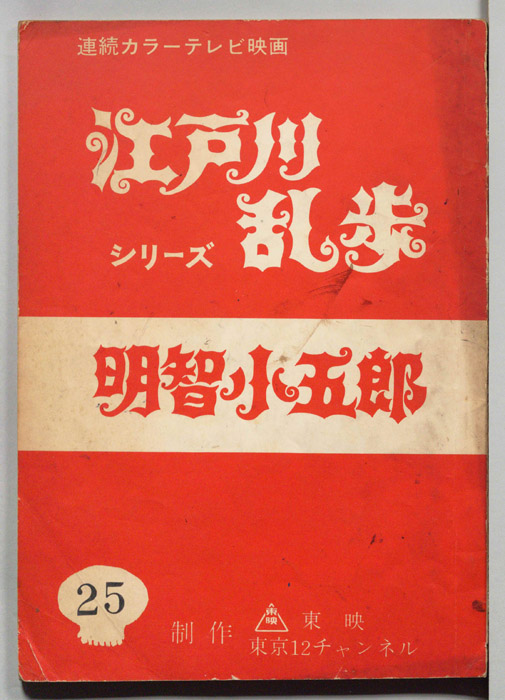 連続カラーテレビ映画
江戸川
乱歩
シリーズ
明智小五郎
25
制作 東映 東映
東京12チャンネル